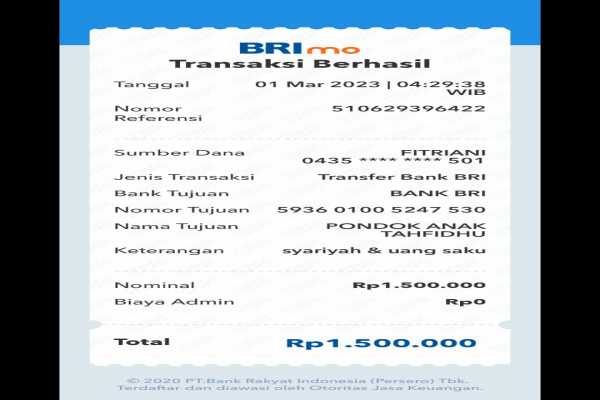 BRImo
Transaksi Berhasil
Tanggal 01 Mar 2023 | 04:29:38
WIB
Nomor 510629396422
Referensi
Sumber Dana FITRIANI
0435 **** **** 501
Jenis Transaksi Transfer Bank BRI
Bank Tujuan BANK BRI
Nomor Tujuan 5936 0100 5247 530
Nama Tujuan PONDOK ANAK
TAHFIDHU
Keterangan syariyah & uang saku
Nominal Rp1.500.000
Biaya Admin Rp0
Total Rp1.500.000
© 2020 PT.Bank Rakyat Indonesia (Persero) Tbk.
Terdaftar dan diawasi oleh Otoritas Jasa Keuangan.